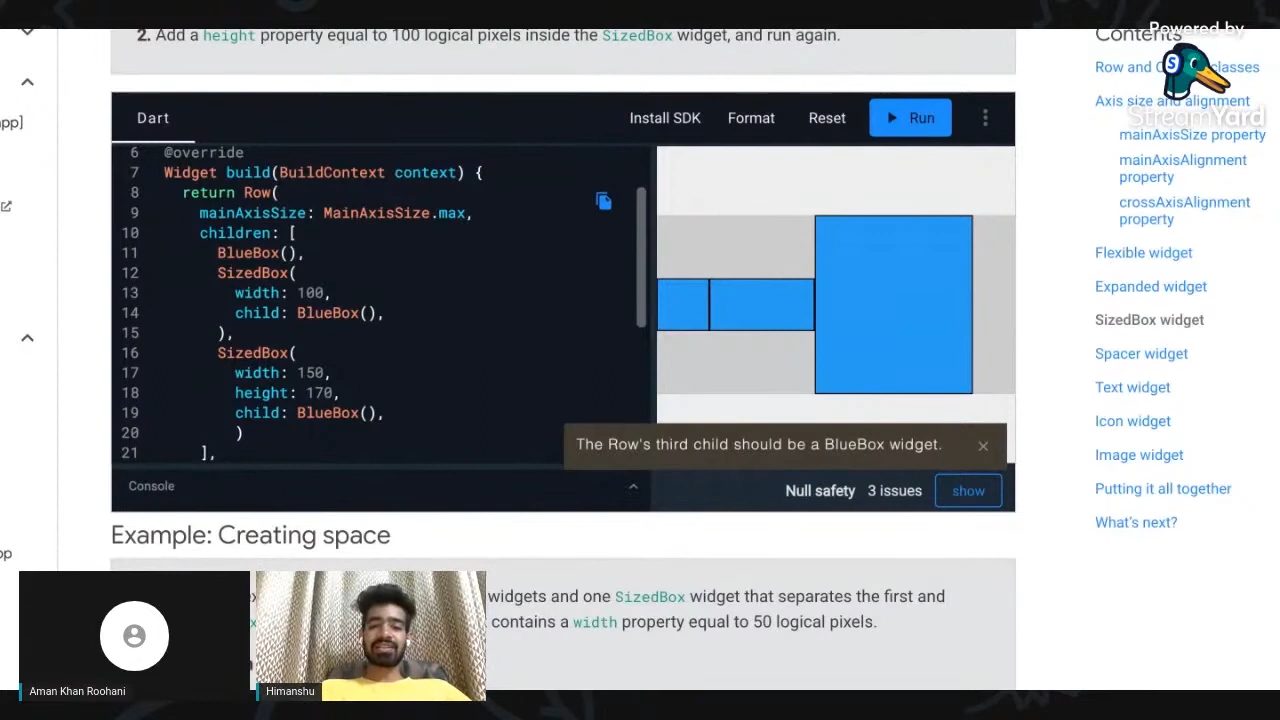 Powered by
StreamYard
2. Add a height property equal to 100 logical pixels inside the SizedBox widget, and run again.
app]
Dart
Install SDK
Format
Reset
Run
6 @override
7 Widget build(BuildContext context) {
8 return Row(
9 mainAxisSize: MainAxisSize.max,
10 children: [
11 BlueBox(),
12 SizedBox(
13 width: 100,
14 child: BlueBox(),
15 ),
16 SizedBox(
17 width: 150,
18 height: 170,
19 child: BlueBox(),
20 )
21 ],
The Row's third child should be a BlueBox widget.
Console
Null safety 3 issues show
Example: Creating space
widgets and one SizedBox widget that separates the first and
contains a width property equal to 50 logical pixels.
Aman Khan Roohani
Himanshu
Contents
Row and classes
Axis size and alignment
mainAxisSize property
mainAxisAlignment
property
crossAxisAlignment
property
Flexible widget
Expanded widget
SizedBox widget
Spacer widget
Text widget
Icon widget
Image widget
Putting it all together
What's next?